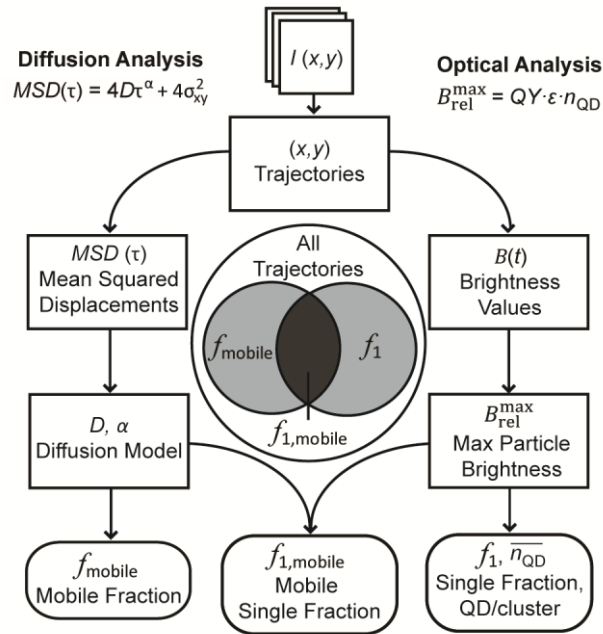 I (x,y)
Diffusion Analysis
MSD(τ) = 4Dτ^α + 4σ_xy^2
Optical Analysis
B_rel^max = QY·ε·n_QD
(x,y)
Trajectories
MSD (τ)
Mean Squared
Displacements
All
Trajectories
f_mobile
f_1
f_1,mobile
B(t)
Brightness
Values
D, α
Diffusion Model
B_rel^max
Max Particle
Brightness
f_mobile
Mobile Fraction
f_1,mobile
Mobile
Single Fraction
f_1, n̅_QD
Single Fraction,
QD/cluster